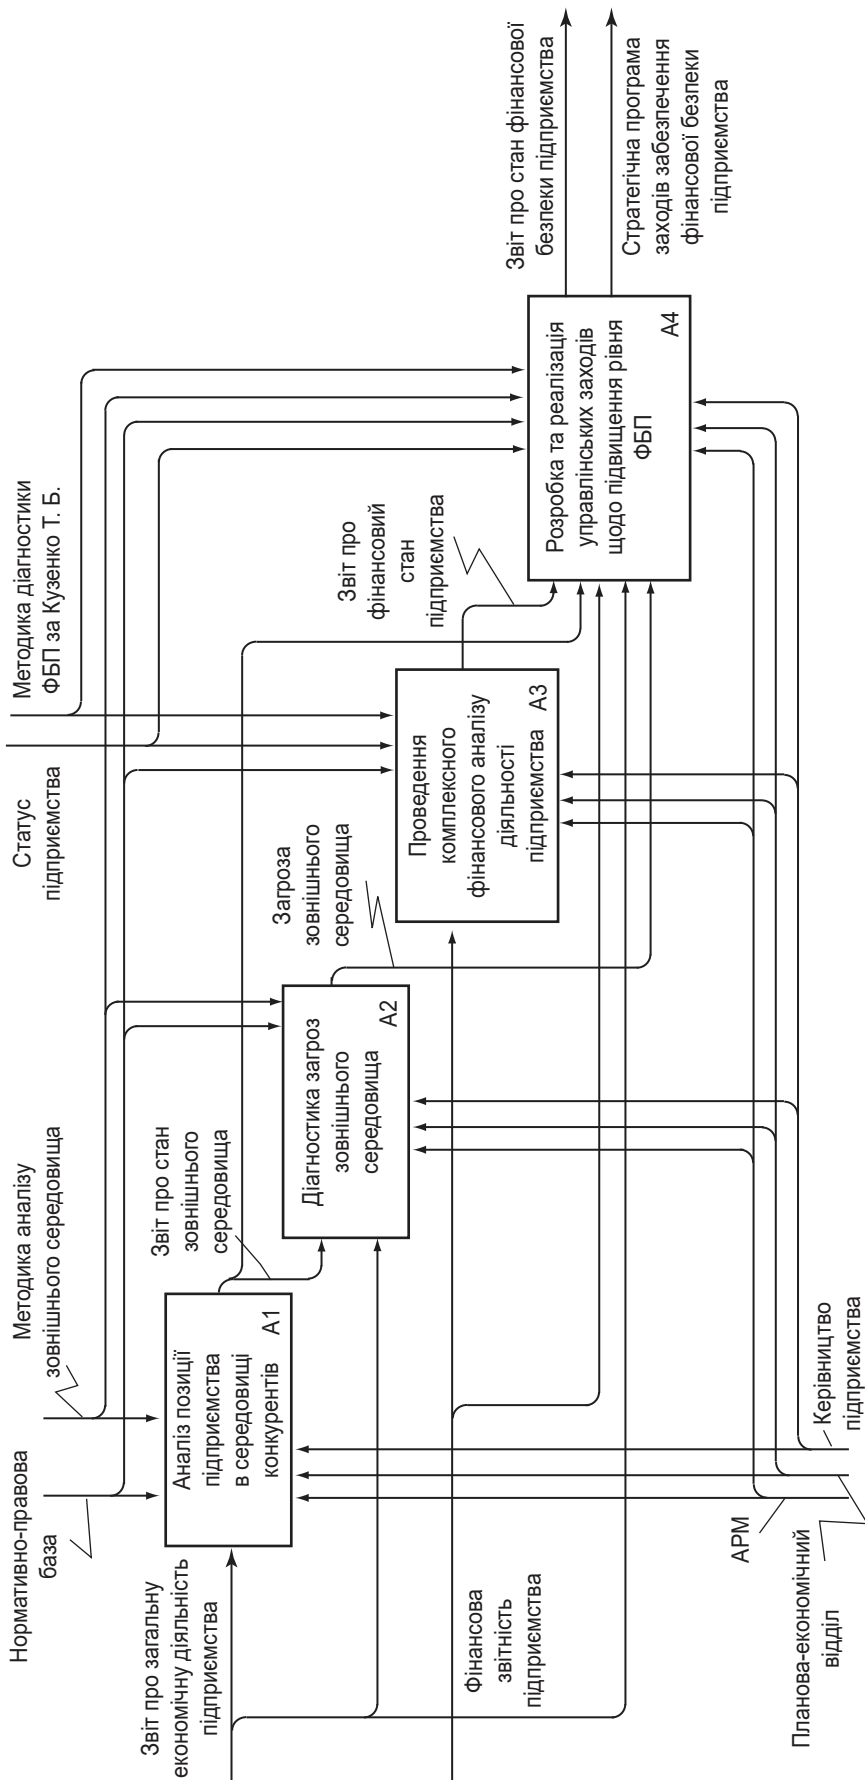 Нормативно-правова
база
Методика аналізу
зовнішнього середовища
Статус
підприємства
Методика діагностики
ФБП за Кузенко Т. Б.
Звіт про загальну
економічну діяльність
підприємства
Аналіз позиції
підприємства
в середовищі
конкурентів
А1
Звіт про стан
зовнішнього
середовища
Діагностика загроз
зовнішнього
середовища
А2
Загроза
зовнішнього
середовища
Проведення
комплексного
фінансового аналізу
діяльності
підприємства
А3
Звіт про
фінансовий
стан
підприємства
Розробка та реалізація
управлінських заходів
щодо підвищення рівня
ФБП
А4
Звіт про стан фінансової
безпеки підприємства
Стратегічна програма
заходів забезпечення
фінансової безпеки
підприємства
Фінансова
звітність
підприємства
Планова-економічний
відділ
АРМ
Керівництво
підприємства